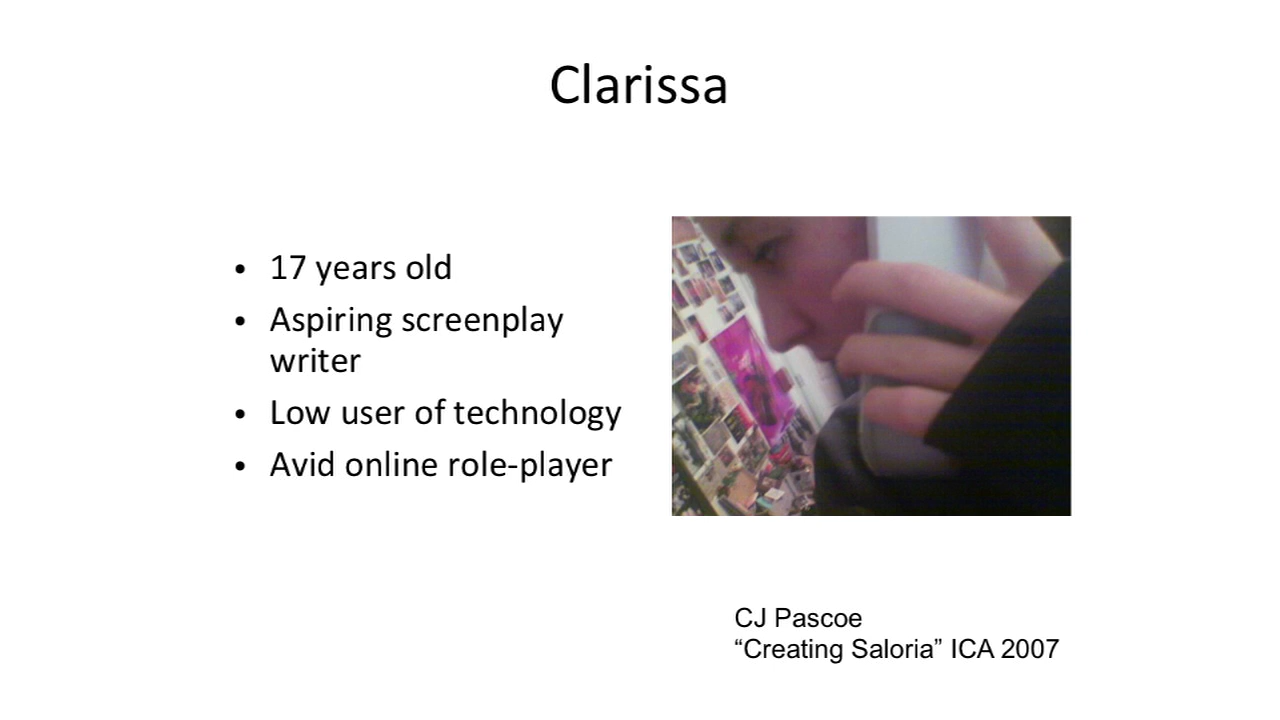 Clarissa
• 17 years old
• Aspiring screenplay
writer
• Low user of technology
• Avid online role-player
CJ Pascoe
“Creating Saloria” ICA 2007